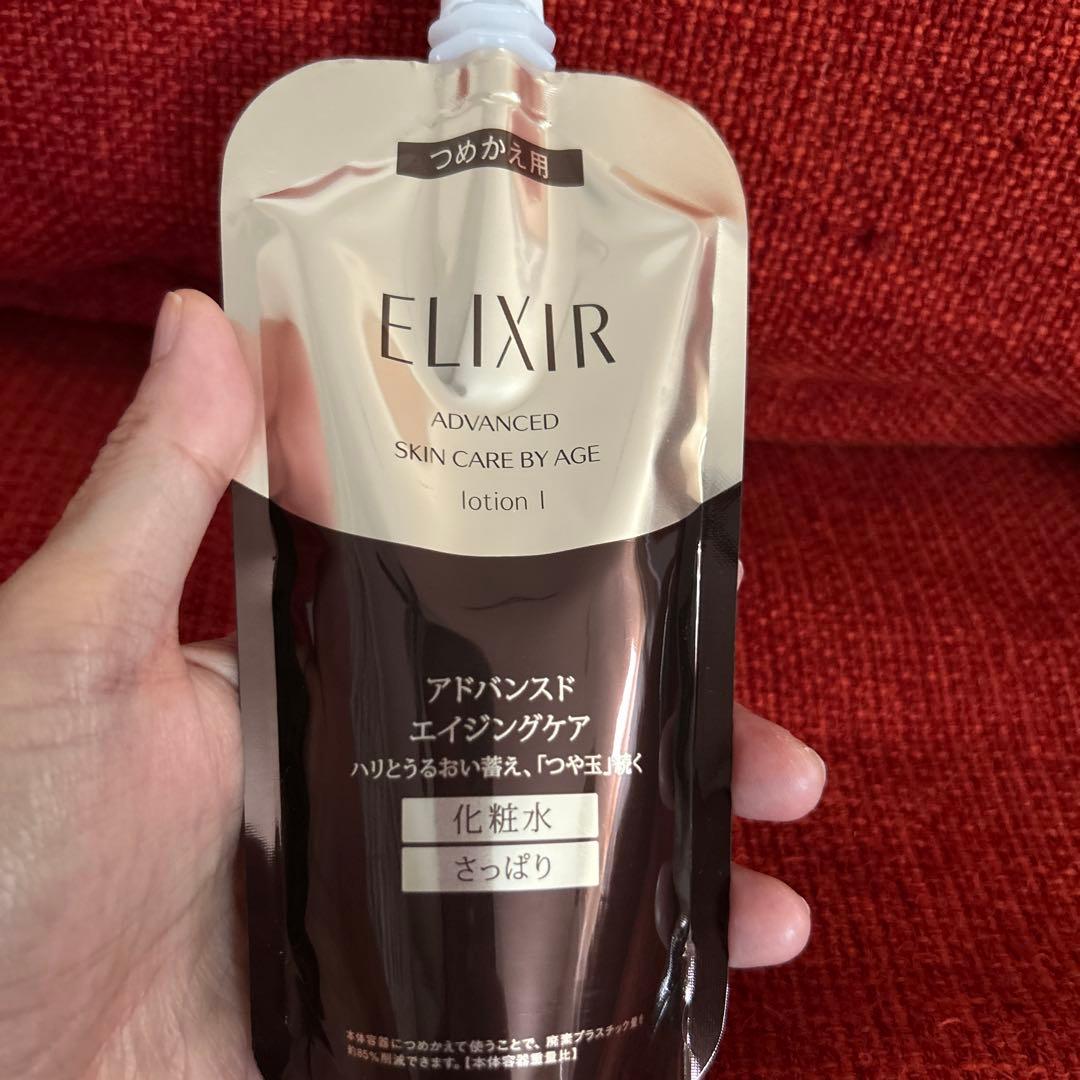 つめかえ用
ELIXIR
ADVANCED
SKIN CARE BY AGE
lotion I
アドバンスド
エイジングケア
ハリとうるおい蓄え、「つや玉」続く
化粧水
さっぱり
本体容器につめかえて使うことで、廃棄プラスチック量を
約85%削減できます。【本体容器重量比】